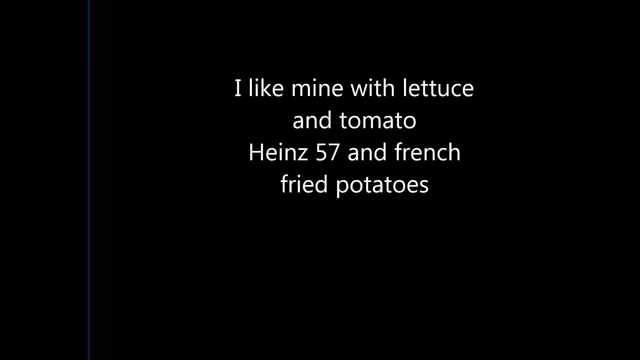 I like mine with lettuce
and tomato
Heinz 57 and french
fried potatoes